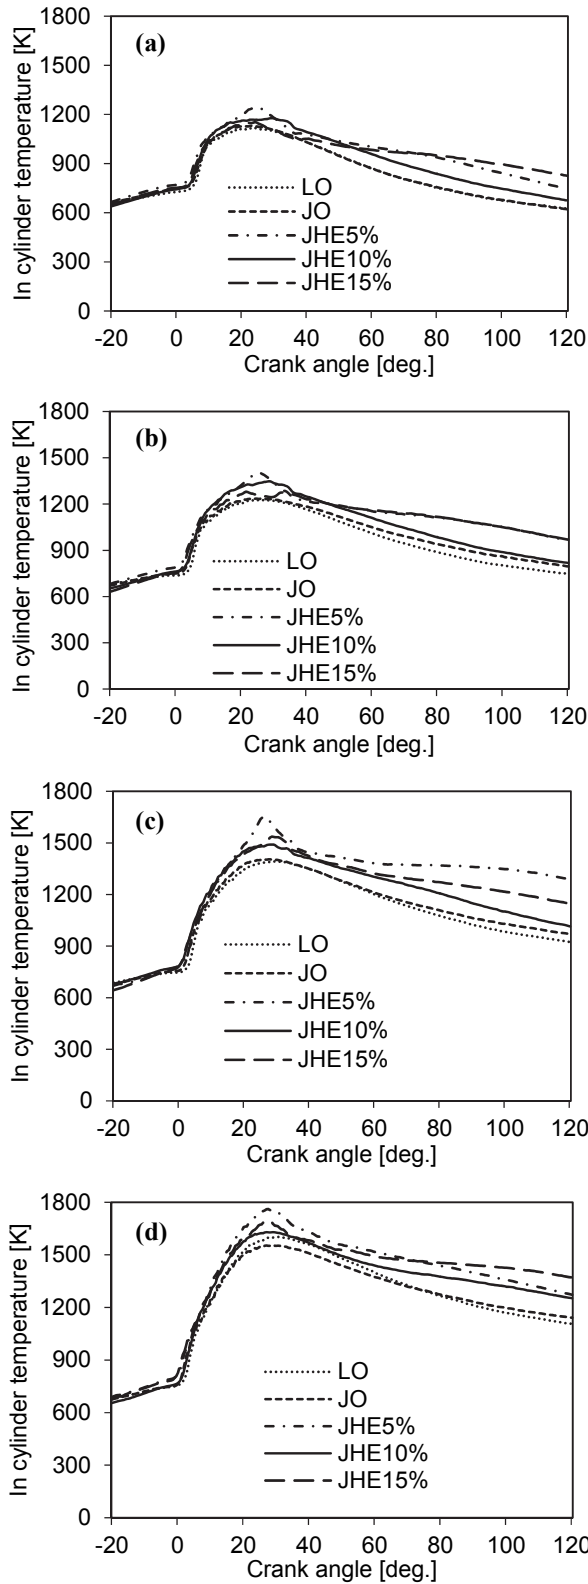 (a)
In cylinder temperature [K]
1800
1500
1200
900
600
300
0
LO
JO
JHE5%
JHE10%
JHE15%
-20 0 20 40 60 80 100 120
Crank angle [deg.]
(b)
In cylinder temperature [K]
1800
1500
1200
900
600
300
0
LO
JO
JHE5%
JHE10%
JHE15%
-20 0 20 40 60 80 100 120
Crank angle [deg.]
(c)
In cylinder temperature [K]
1800
1500
1200
900
600
300
0
LO
JO
JHE5%
JHE10%
JHE15%
-20 0 20 40 60 80 100 120
Crank angle [deg.]
(d)
In cylinder temperature [K]
1800
1500
1200
900
600
300
0
LO
JO
JHE5%
JHE10%
JHE15%
-20 0 20 40 60 80 100 120
Crank angle [deg.]